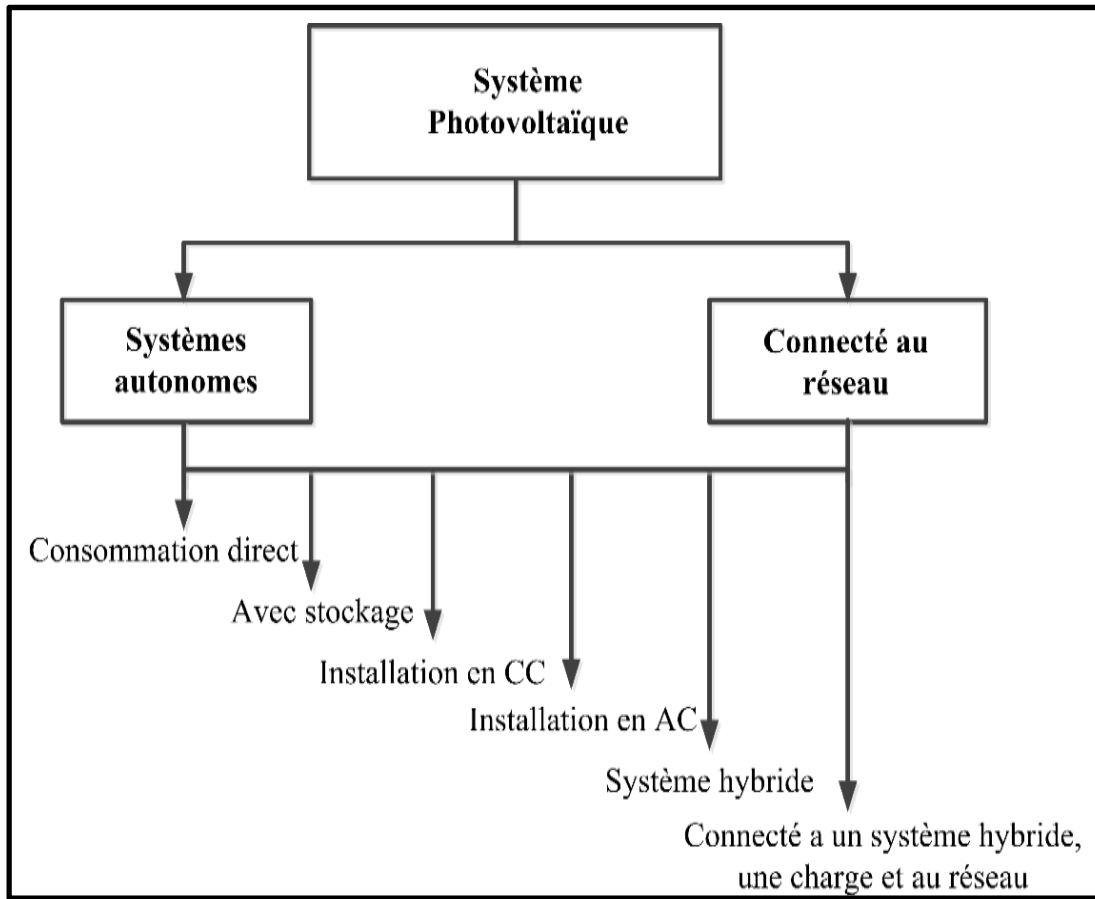 Système
Photovoltaïque
Systèmes
autonomes
Connecté au
réseau
Consommation direct
Avec stockage
Installation en CC
Installation en AC
Système hybride
Connecté a un système hybride,
une charge et au réseau